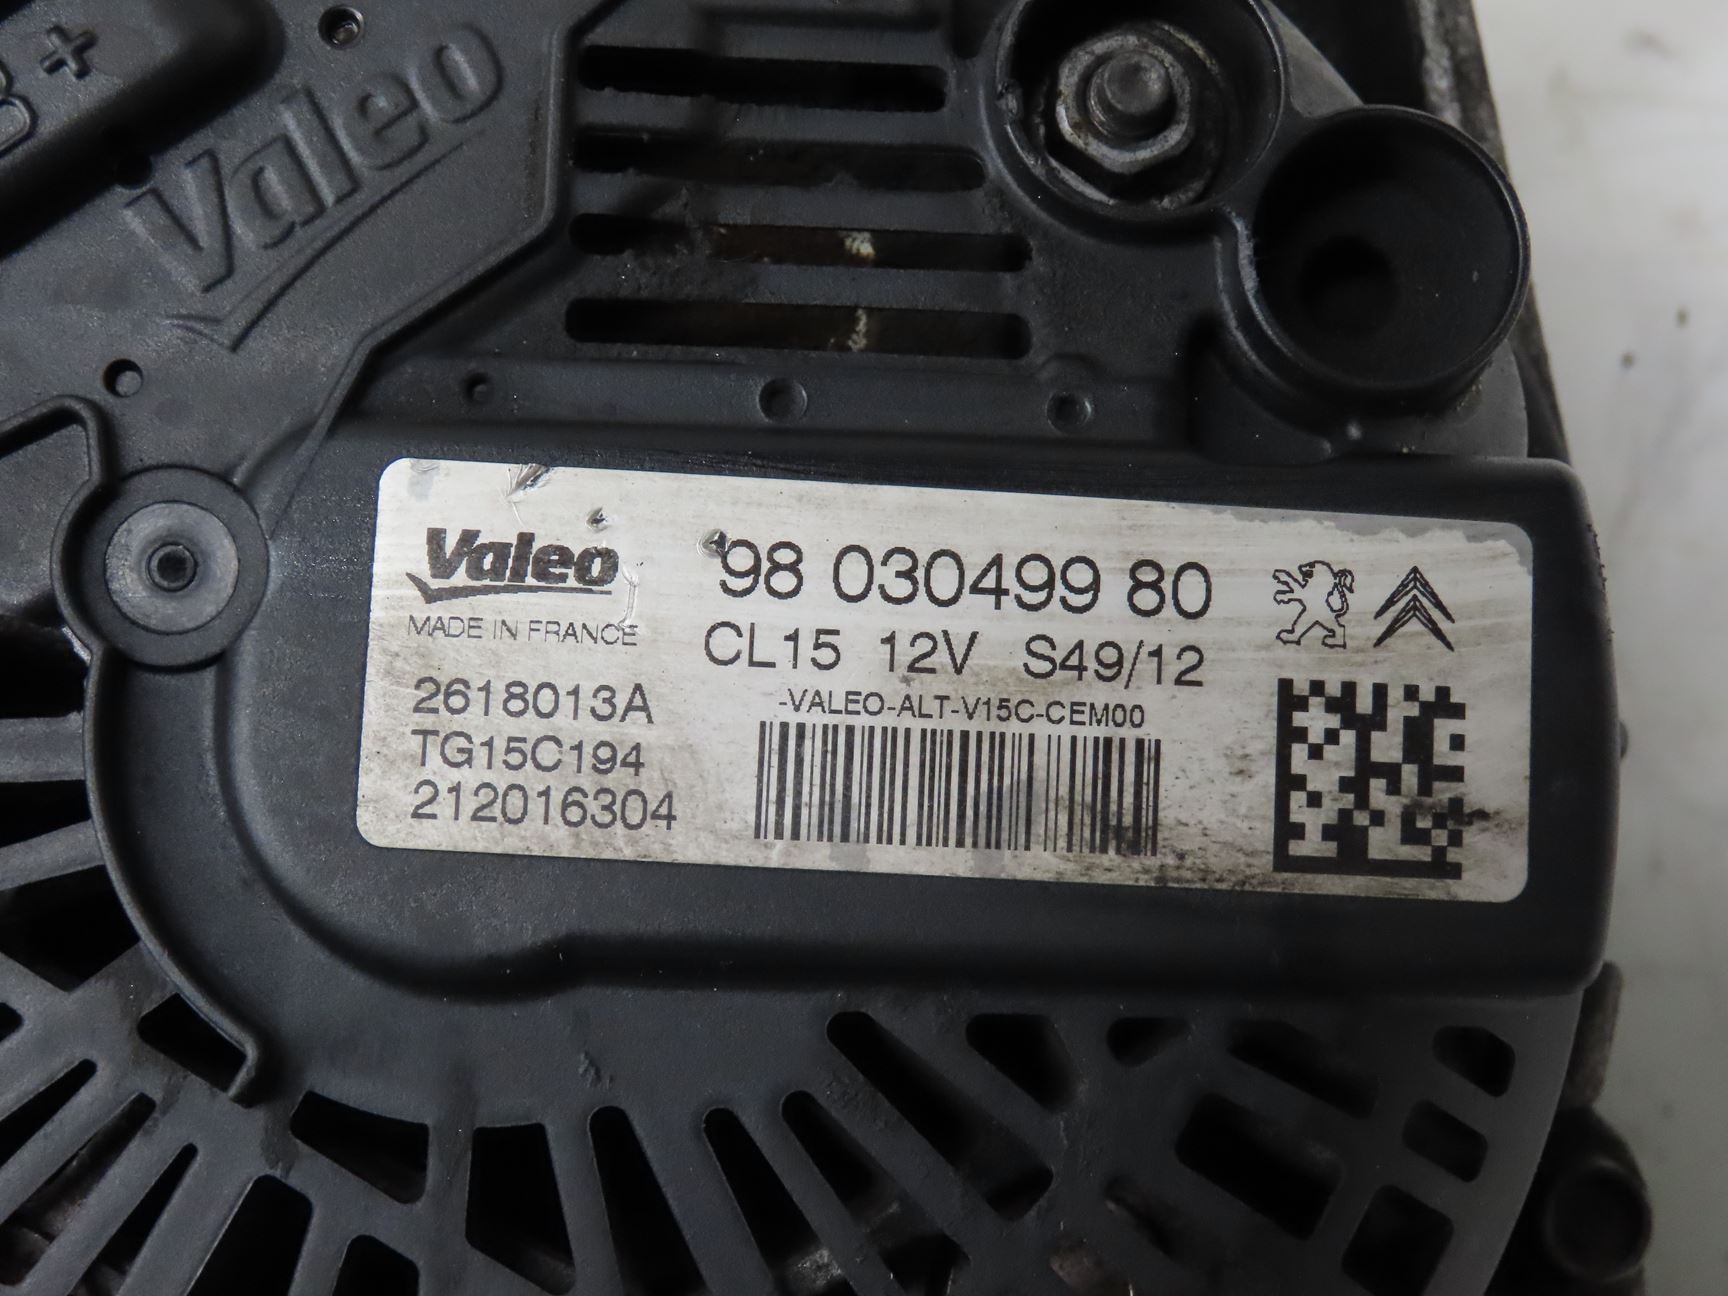 B+
Valeo
Valeo
MADE IN FRANCE
2618013A
TG15C194
212016304
98 030499 80
CL15 12V S49/12
-VALEO-ALT-V15C-CEM00